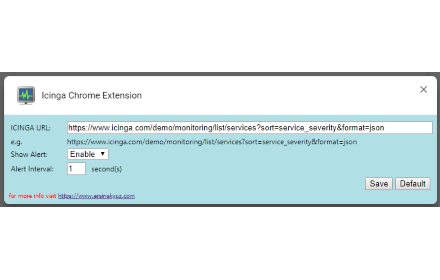 Icinga Chrome Extension
ICINGA URL: https://www.icinga.com/demo/monitoring/list/services?sort=service_severity&format=json
e.g. https://www.icinga.com/demo/monitoring/list/services?sort=service_severity&format=json
Show Alert: Enable
Alert Interval: 1 second(s)
Save Default
for more info visit https://www.ersinakyuz.com